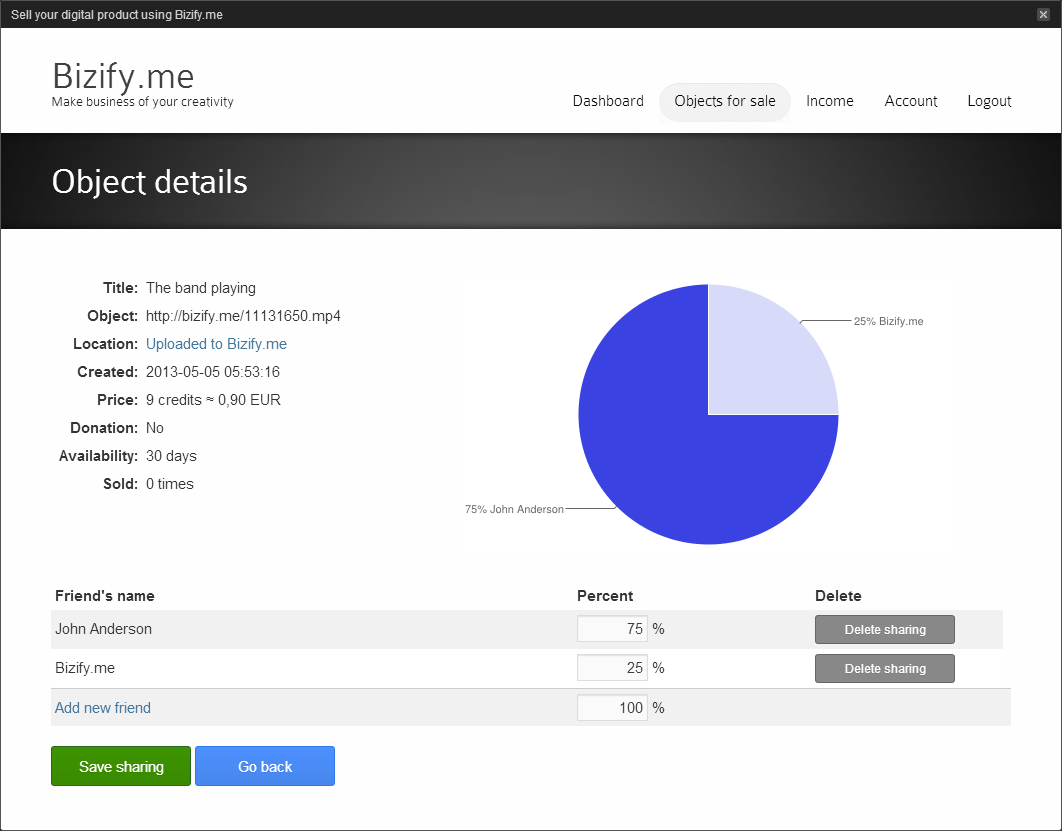 Sell your digital product using Bizify.me
Bizify.me
Make business of your creativity
Dashboard Objects for sale Income Account Logout
Object details
Title: The band playing
Object: http://bizify.me/11131650.mp4
Location: Uploaded to Bizify.me
Created: 2013-05-05 05:53:16
Price: 9 credits ≈ 0,90 EUR
Donation: No
Availability: 30 days
Sold: 0 times
25% Bizify.me
75% John Anderson
Friend's name Percent Delete
John Anderson 75 % Delete sharing
Bizify.me 25 % Delete sharing
Add new friend 100 %
Save sharing Go back